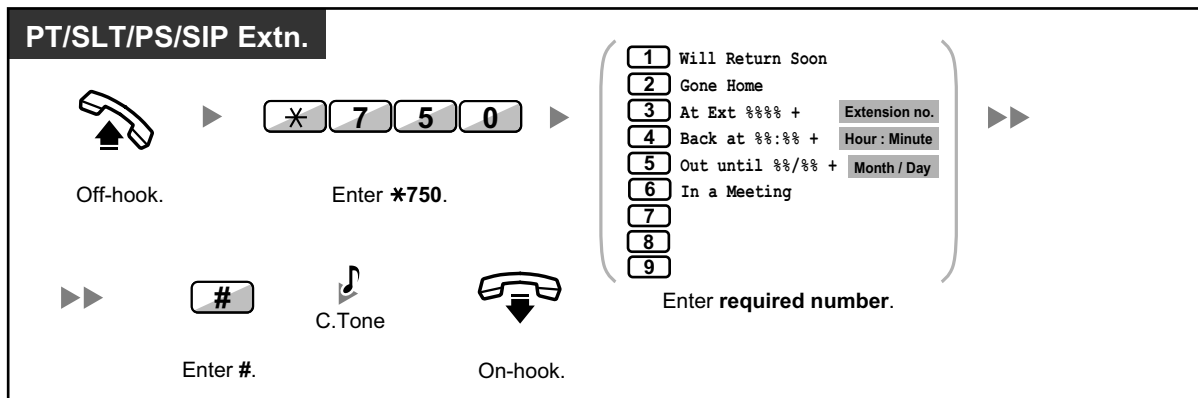 PT/SLT/PS/SIP Extn.
Off-hook.
* 7 5 0
Enter *750.
1 Will Return Soon
2 Gone Home
3 At Ext %%%% + Extension no.
4 Back at %%:%% + Hour : Minute
5 Out until %%/%% + Month / Day
6 In a Meeting
7
8
9
Enter required number.
#
Enter #.
C.Tone
On-hook.